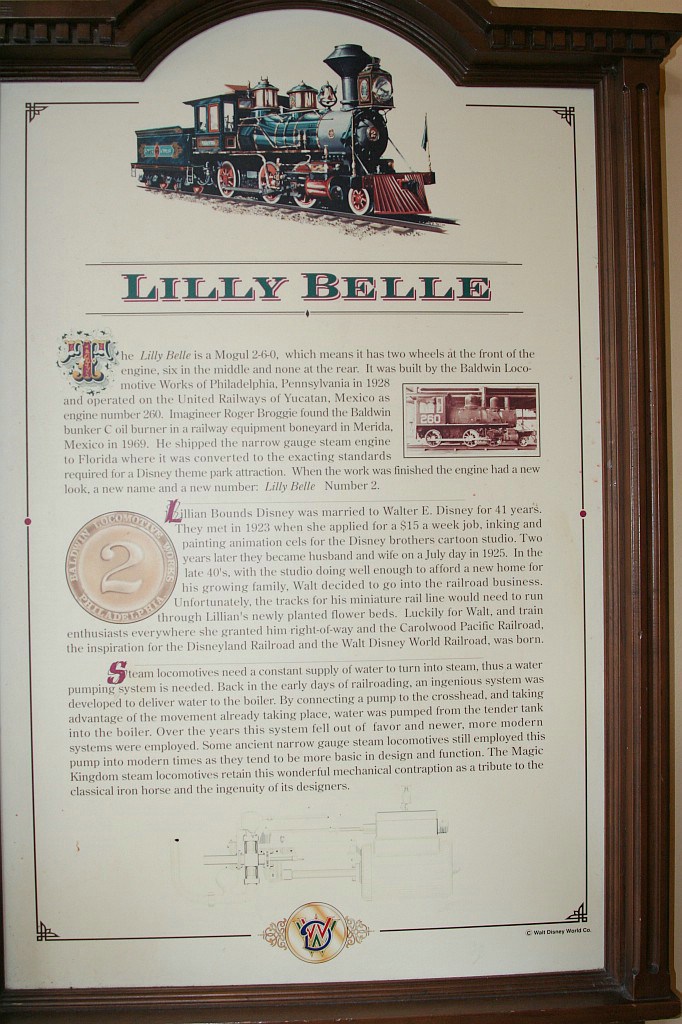 LILLY BELLE
The Lilly Belle is a Mogul 2-6-0, which means it has two wheels at the front of the
engine, six in the middle and none at the rear. It was built by the Baldwin Loco-
motive Works of Philadelphia, Pennsylvania in 1928
and operated on the United Railways of Yucatan, Mexico as
engine number 260. Imagineer Roger Broggie found the Baldwin
bunker C oil burner in a railway equipment boneyard in Merida,
Mexico in 1969. He shipped the narrow gauge steam engine
to Florida where it was converted to the exacting standards
required for a Disney theme park attraction. When the work was finished the engine had a new
look, a new name and a new number: Lilly Belle Number 2.
260
Lillian Bounds Disney was married to Walter E. Disney for 41 years.
They met in 1923 when she applied for a $15 a week job, inking and
painting animation cels for the Disney brothers cartoon studio. Two
years later they became husband and wife on a July day in 1925. In the
late 40's, with the studio doing well enough to afford a new home for
his growing family, Walt decided to go into the railroad business.
Unfortunately, the tracks for his miniature rail line would need to run
through Lillian's newly planted flower beds. Luckily for Walt, and train
enthusiasts everywhere she granted him right-of-way and the Carolwood Pacific Railroad,
the inspiration for the Disneyland Railroad and the Walt Disney World Railroad, was born.
BALDWIN LOCOMOTIVE WORKS
2
PHILADELPHIA
Steam locomotives need a constant supply of water to turn into steam, thus a water
pumping system is needed. Back in the early days of railroading, an ingenious system was
developed to deliver water to the boiler. By connecting a pump to the crosshead, and taking
advantage of the movement already taking place, water was pumped from the tender tank
into the boiler. Over the years this system fell out of favor and newer, more modern
systems were employed. Some ancient narrow gauge steam locomotives still employed this
pump into modern times as they tend to be more basic in design and function. The Magic
Kingdom steam locomotives retain this wonderful mechanical contraption as a tribute to the
classical iron horse and the ingenuity of its designers.
© Walt Disney World Co.